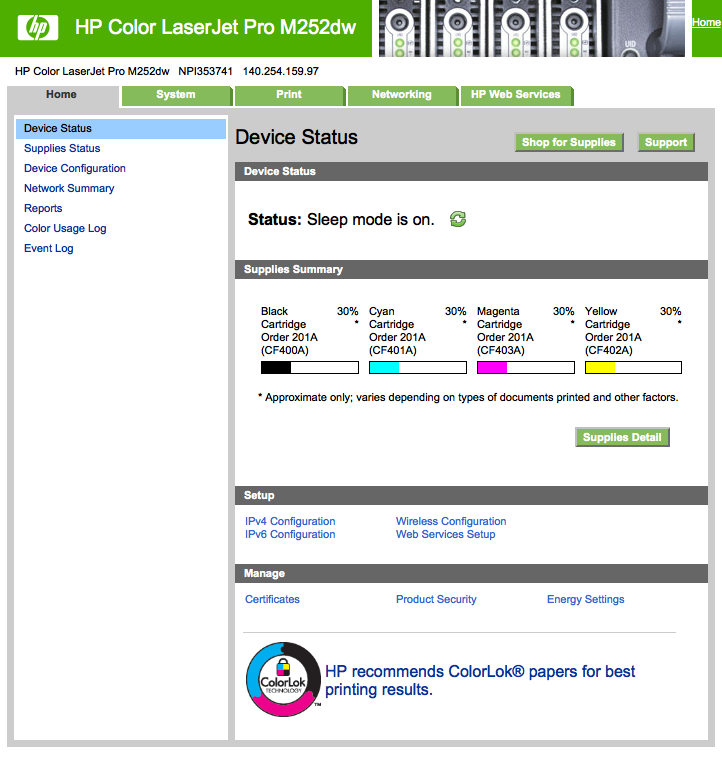 hp HP Color LaserJet Pro M252dw
UID
Home
HP Color LaserJet Pro M252dw NPI353741 140.254.159.97
Home System Print Networking HP Web Services
Device Status
Supplies Status
Device Configuration
Network Summary
Reports
Color Usage Log
Event Log
Device Status
Shop for Supplies Support
Device Status
Status: Sleep mode is on.
Supplies Summary
Black 30%
Cartridge *
Order 201A
(CF400A)
Cyan 30%
Cartridge *
Order 201A
(CF401A)
Magenta 30%
Cartridge *
Order 201A
(CF403A)
Yellow 30%
Cartridge *
Order 201A
(CF402A)
* Approximate only; varies depending on types of documents printed and other factors.
Supplies Detail
Setup
IPv4 Configuration Wireless Configuration
IPv6 Configuration Web Services Setup
Manage
Certificates Product Security Energy Settings
ColorLok
TECHNOLOGY
™
HP recommends ColorLok® papers for best
printing results.